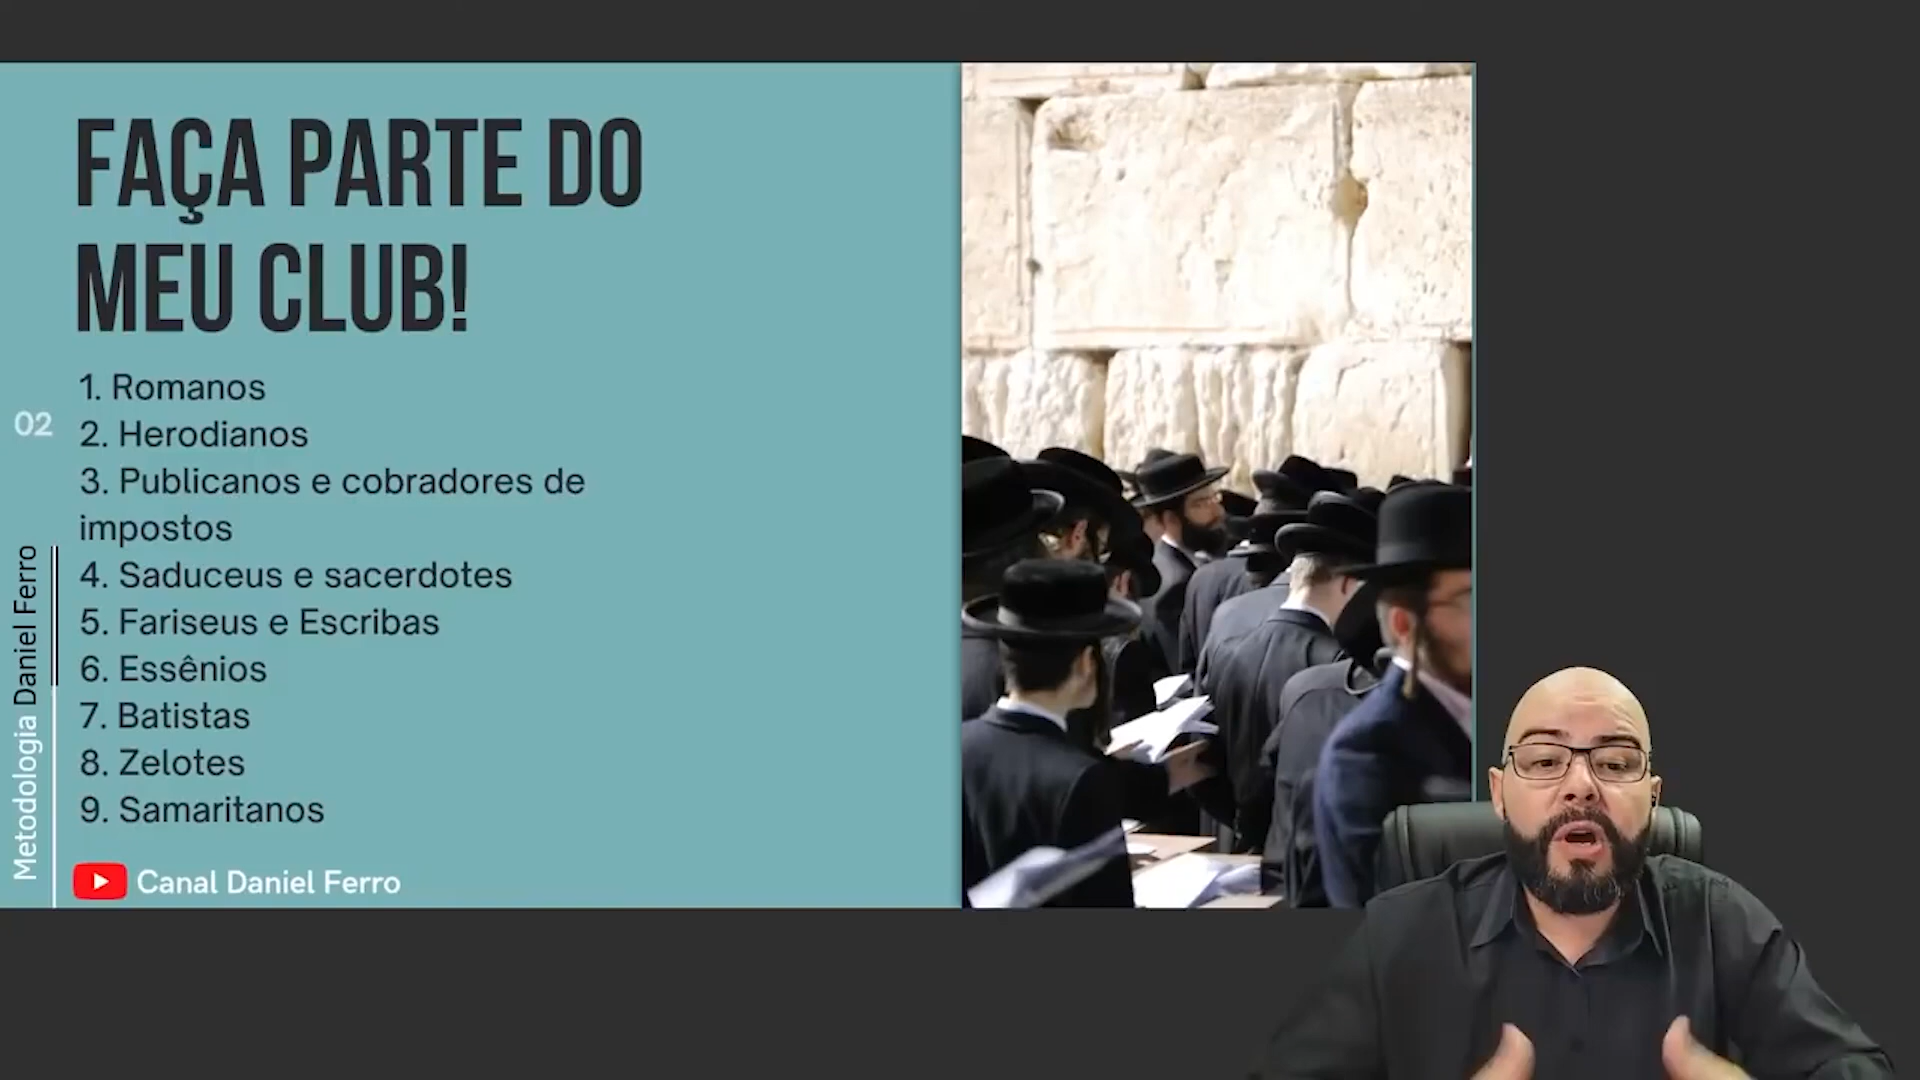 FAÇA PARTE DO
MEU CLUB!
1. Romanos
2. Herodianos
3. Publicanos e cobradores de
impostos
4. Saduceus e sacerdotes
5. Fariseus e Escribas
6. Essênios
7. Batistas
8. Zelotes
9. Samaritanos
Canal Daniel Ferro
02
Metodologia Daniel Ferro